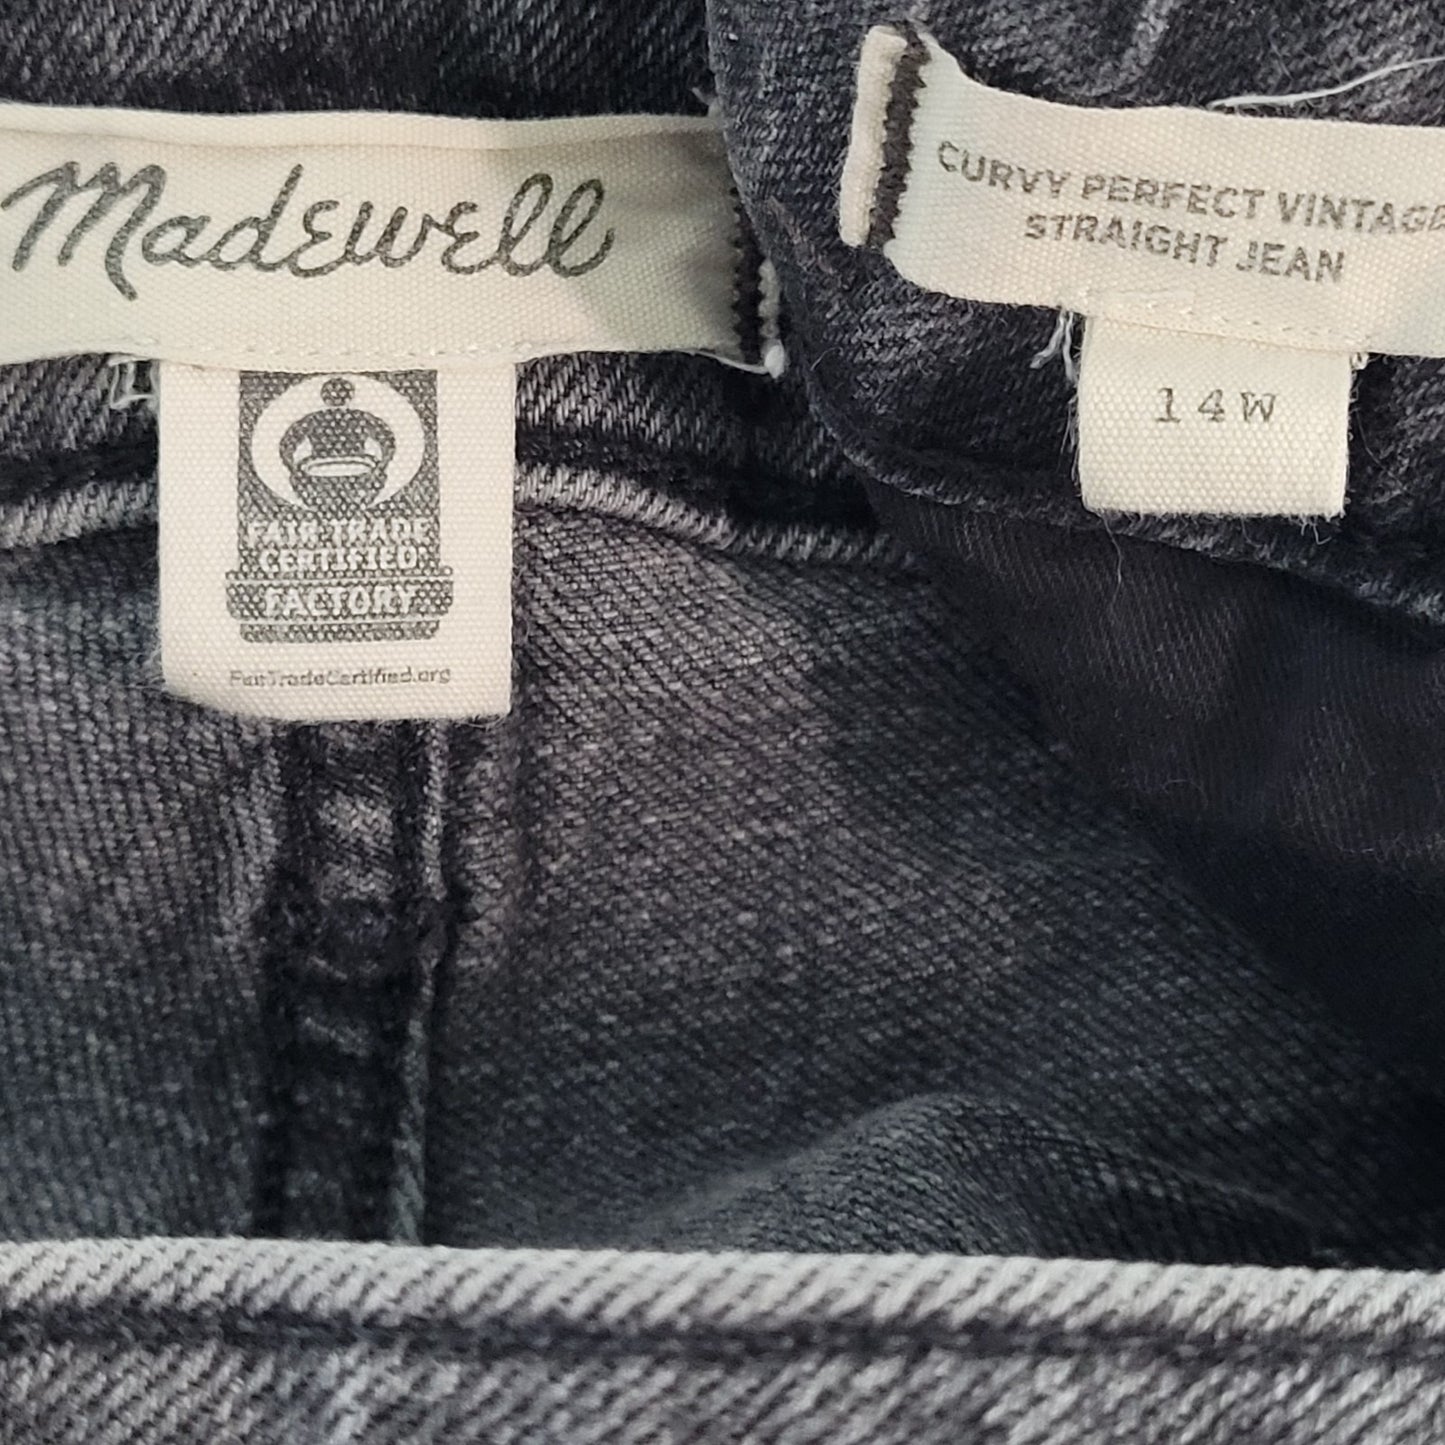 Madewell
FAIR TRADE
CERTIFIED
FACTORY
FairTradeCertified.org
CURVY PERFECT VINTAGE
STRAIGHT JEAN
14W